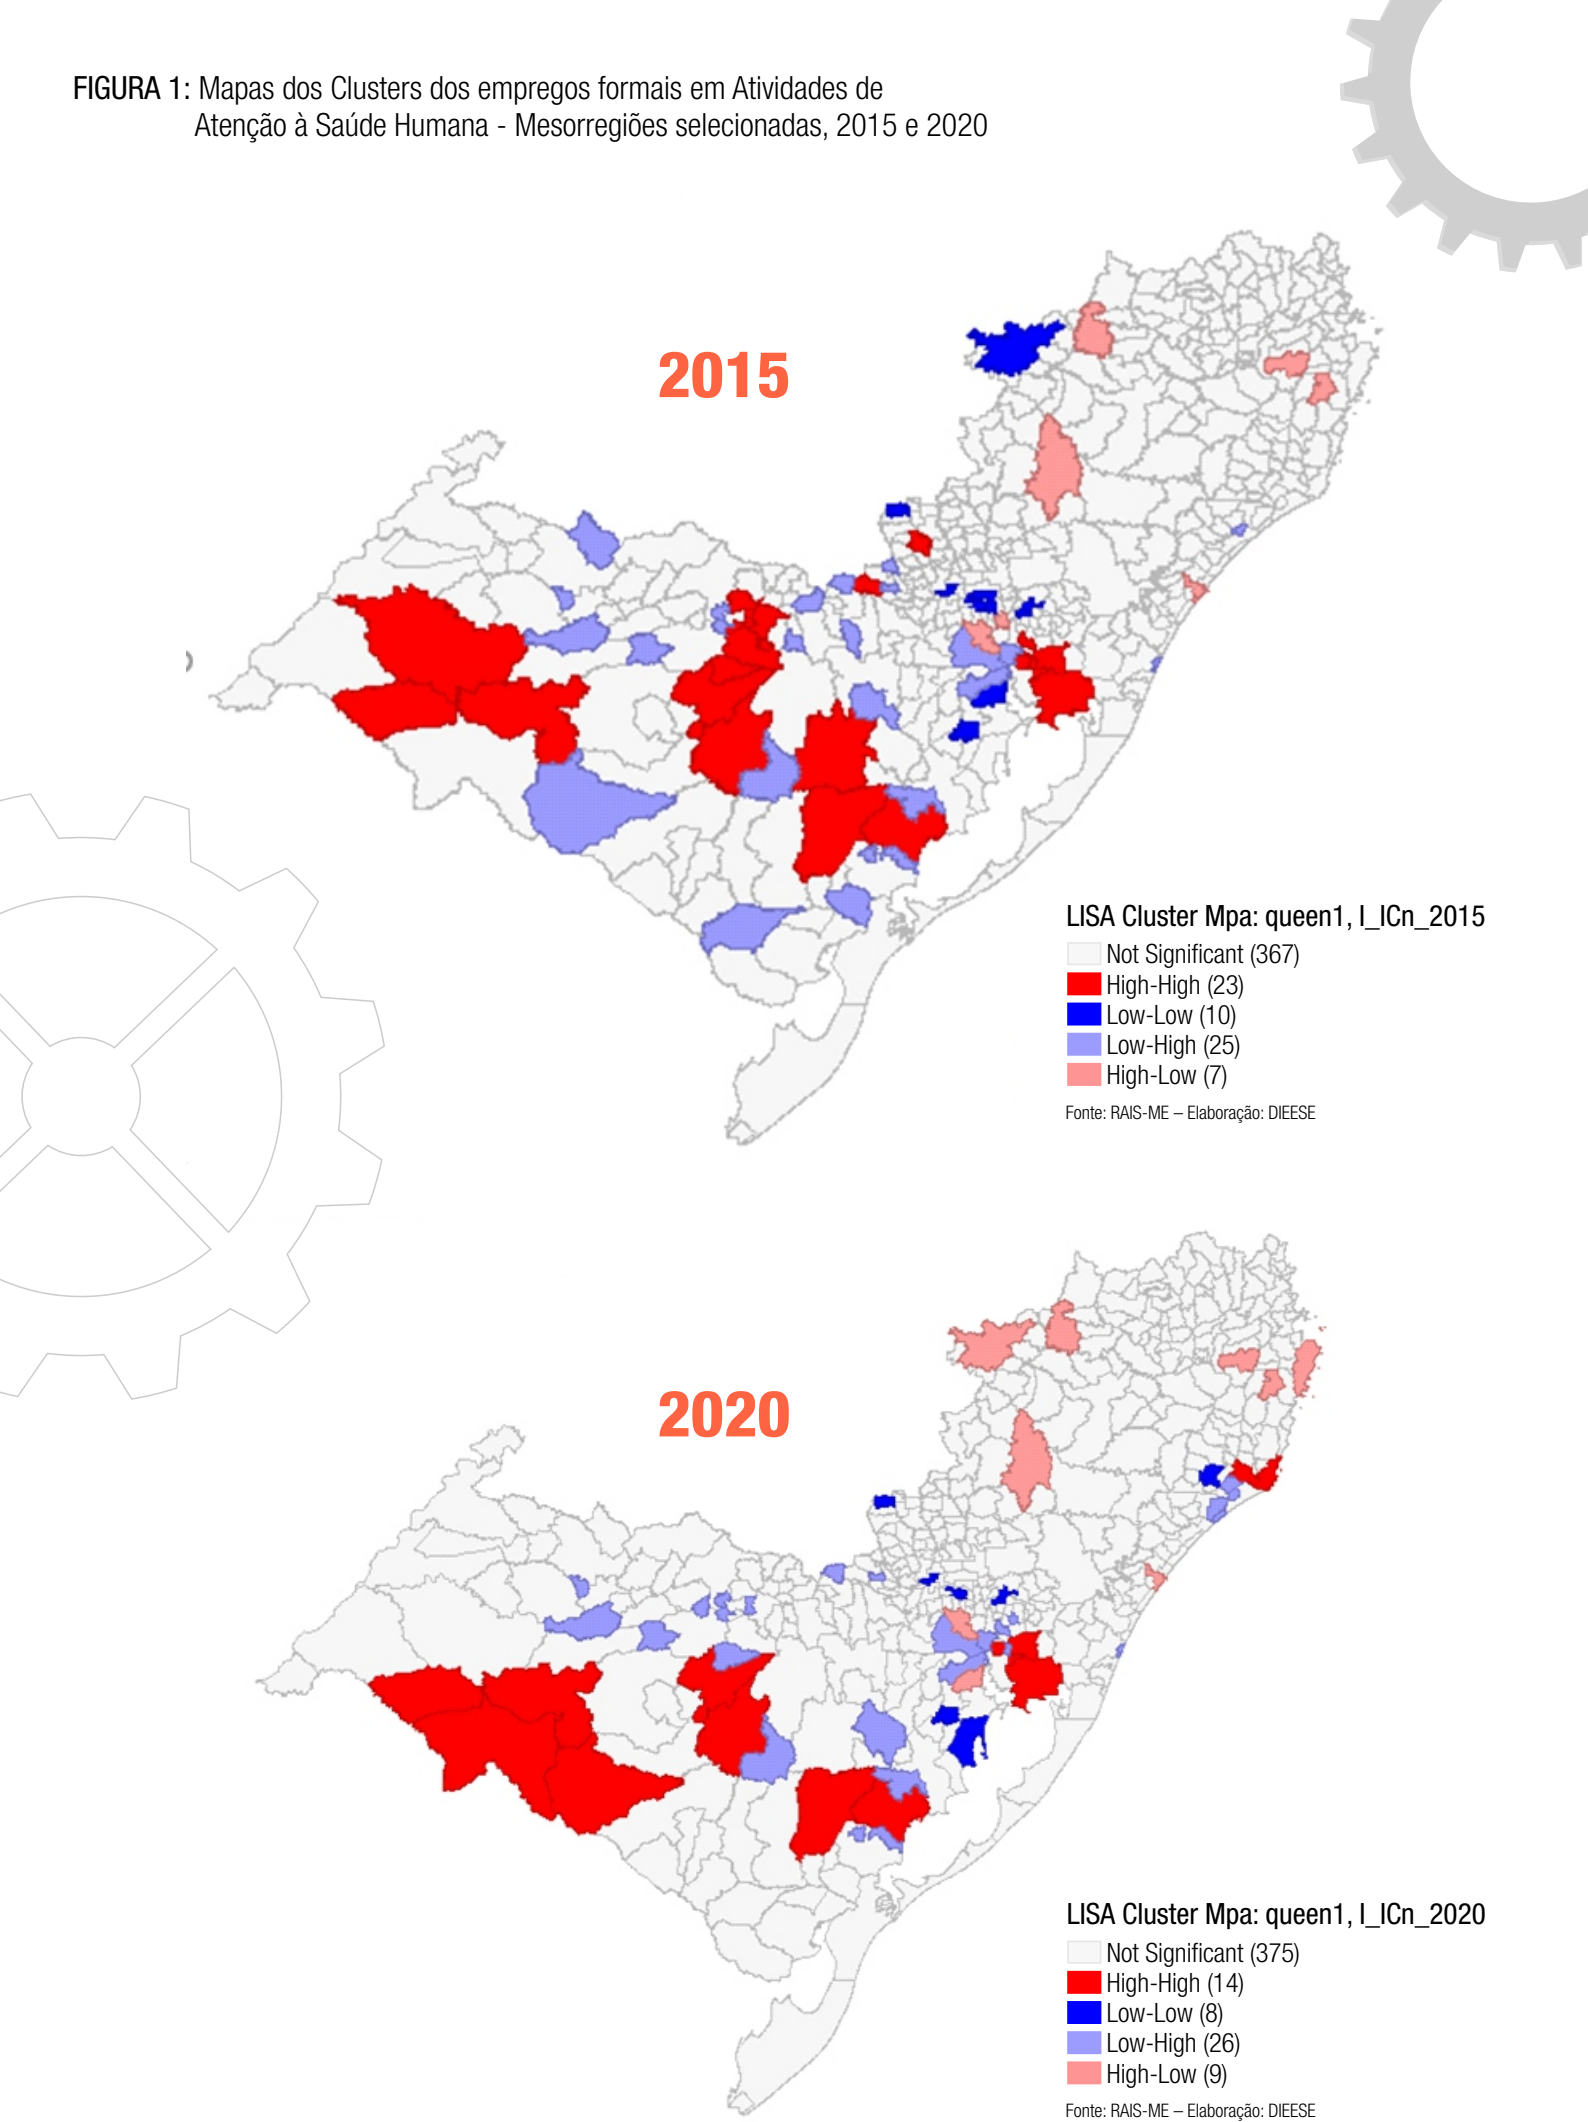 FIGURA 1: Mapas dos Clusters dos empregos formais em Atividades de
Atenção à Saúde Humana - Mesorregiões selecionadas, 2015 e 2020
2015
LISA Cluster Mpa: queen1, I_ICn_2015
Not Significant (367)
High-High (23)
Low-Low (10)
Low-High (25)
High-Low (7)
Fonte: RAIS-ME – Elaboração: DIEESE
2020
LISA Cluster Mpa: queen1, I_ICn_2020
Not Significant (375)
High-High (14)
Low-Low (8)
Low-High (26)
High-Low (9)
Fonte: RAIS-ME – Elaboração: DIEESE